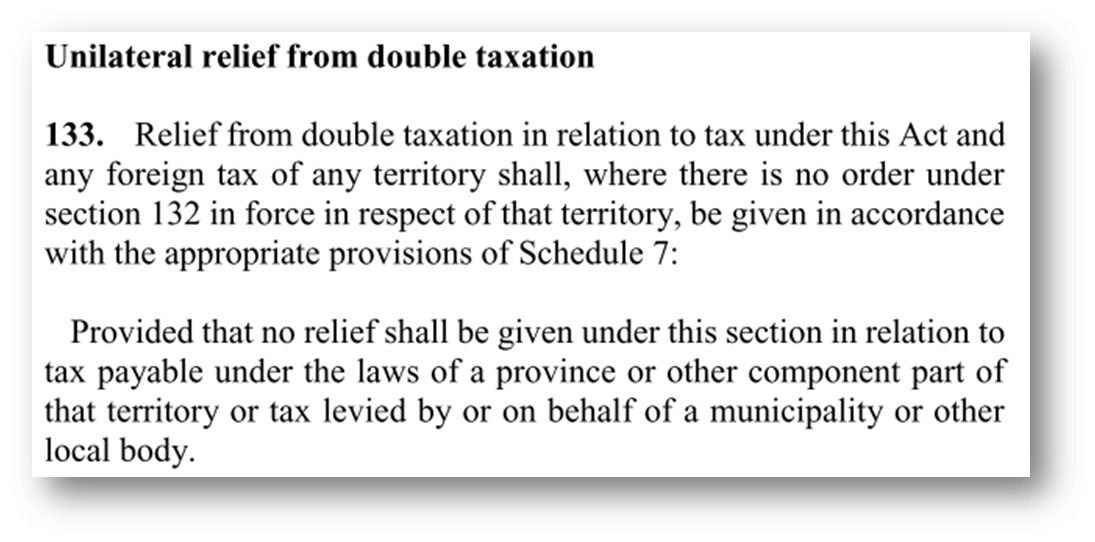 Unilateral relief from double taxation
133. Relief from double taxation in relation to tax under this Act and
any foreign tax of any territory shall, where there is no order under
section 132 in force in respect of that territory, be given in accordance
with the appropriate provisions of Schedule 7:
Provided that no relief shall be given under this section in relation to
tax payable under the laws of a province or other component part of
that territory or tax levied by or on behalf of a municipality or other
local body.